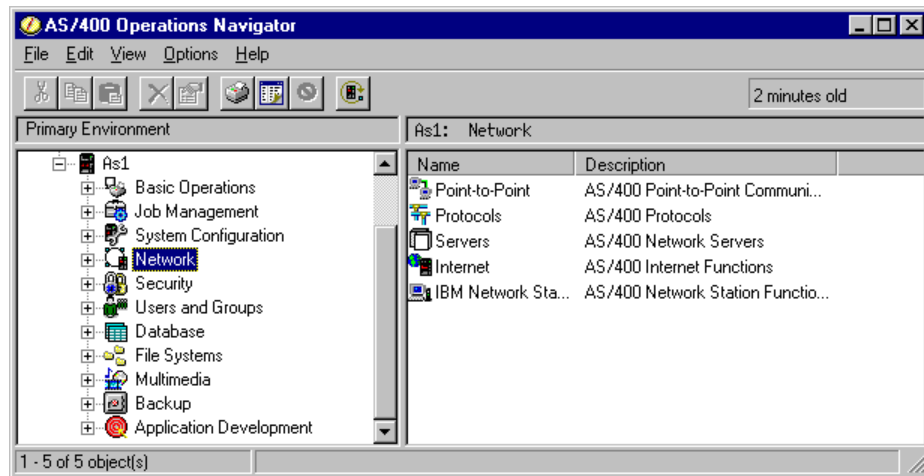 AS/400 Operations Navigator
File Edit View Options Help
2 minutes old
Primary Environment
As1: Network
As1
Basic Operations
Job Management
System Configuration
Network
Security
Users and Groups
Database
File Systems
Multimedia
Backup
Application Development
Name Description
Point-to-Point AS/400 Point-to-Point Communi...
Protocols AS/400 Protocols
Servers AS/400 Network Servers
Internet AS/400 Internet Functions
IBM Network Sta... AS/400 Network Station Functio...
1 - 5 of 5 object(s)